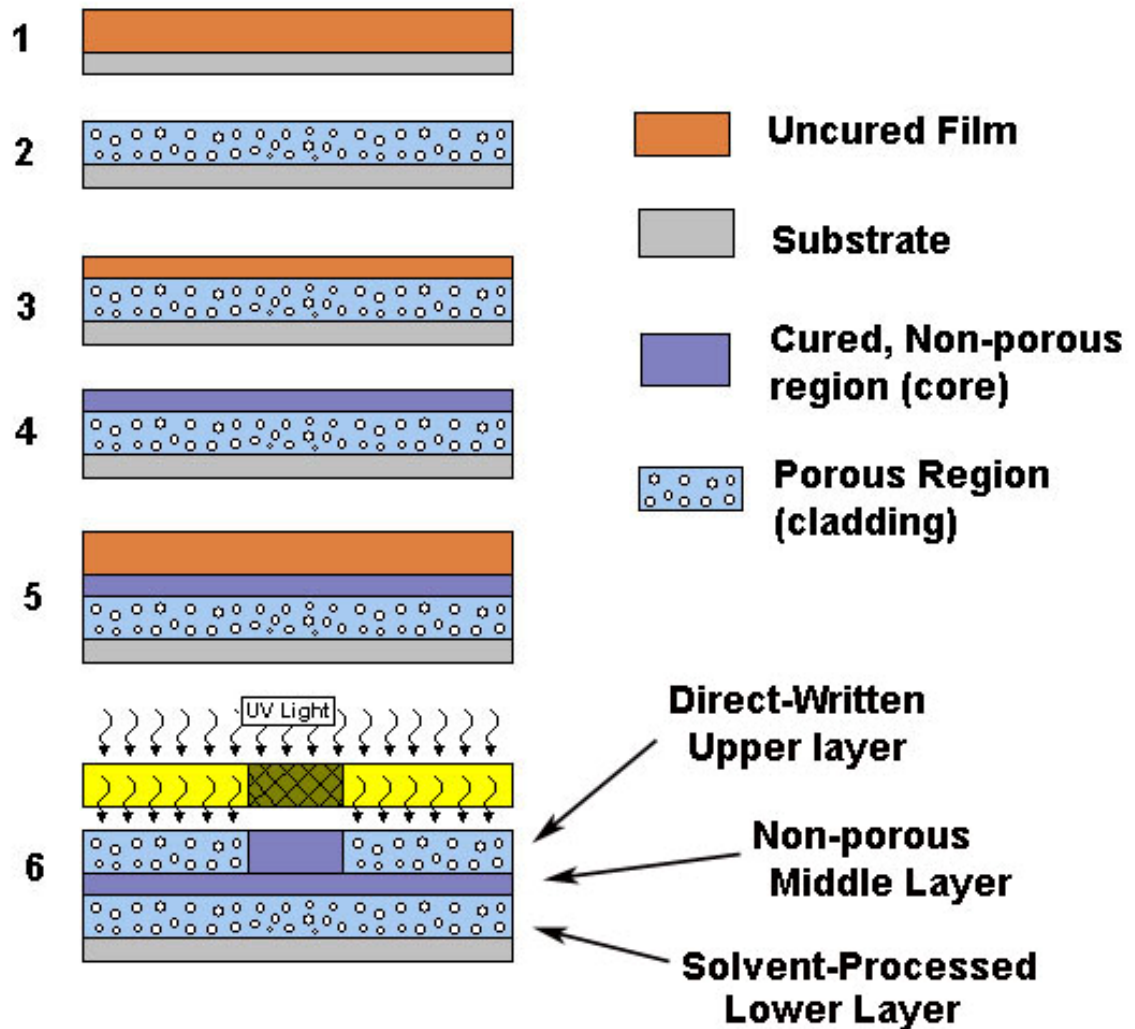 1
2
3
4
5
6
UV Light
Uncured Film
Substrate
Cured, Non-porous
region (core)
Porous Region
(cladding)
Direct-Written
Upper layer
Non-porous
Middle Layer
Solvent-Processed
Lower Layer